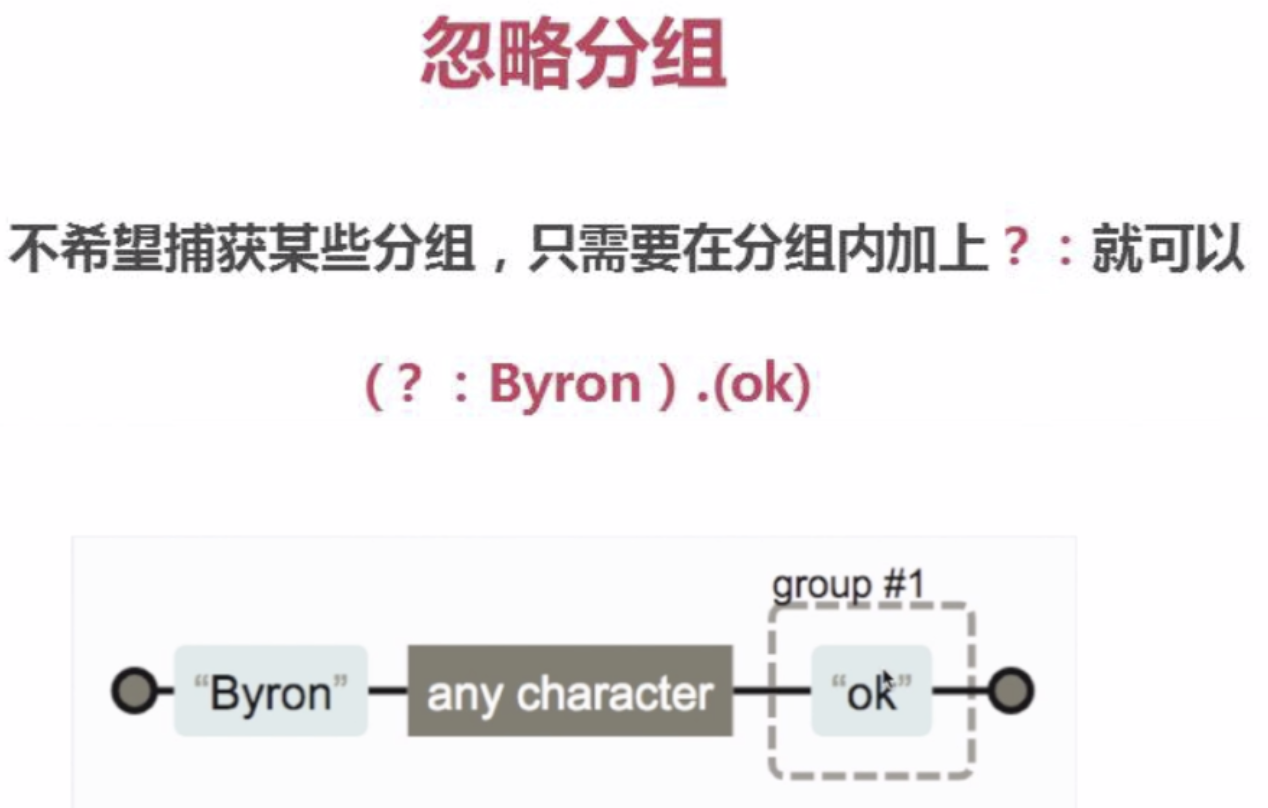 忽略分组
不希望捕获某些分组，只需要在分组内加上？：就可以
(？：Byron）.(ok)
group #1
“Byron” any character “ok”